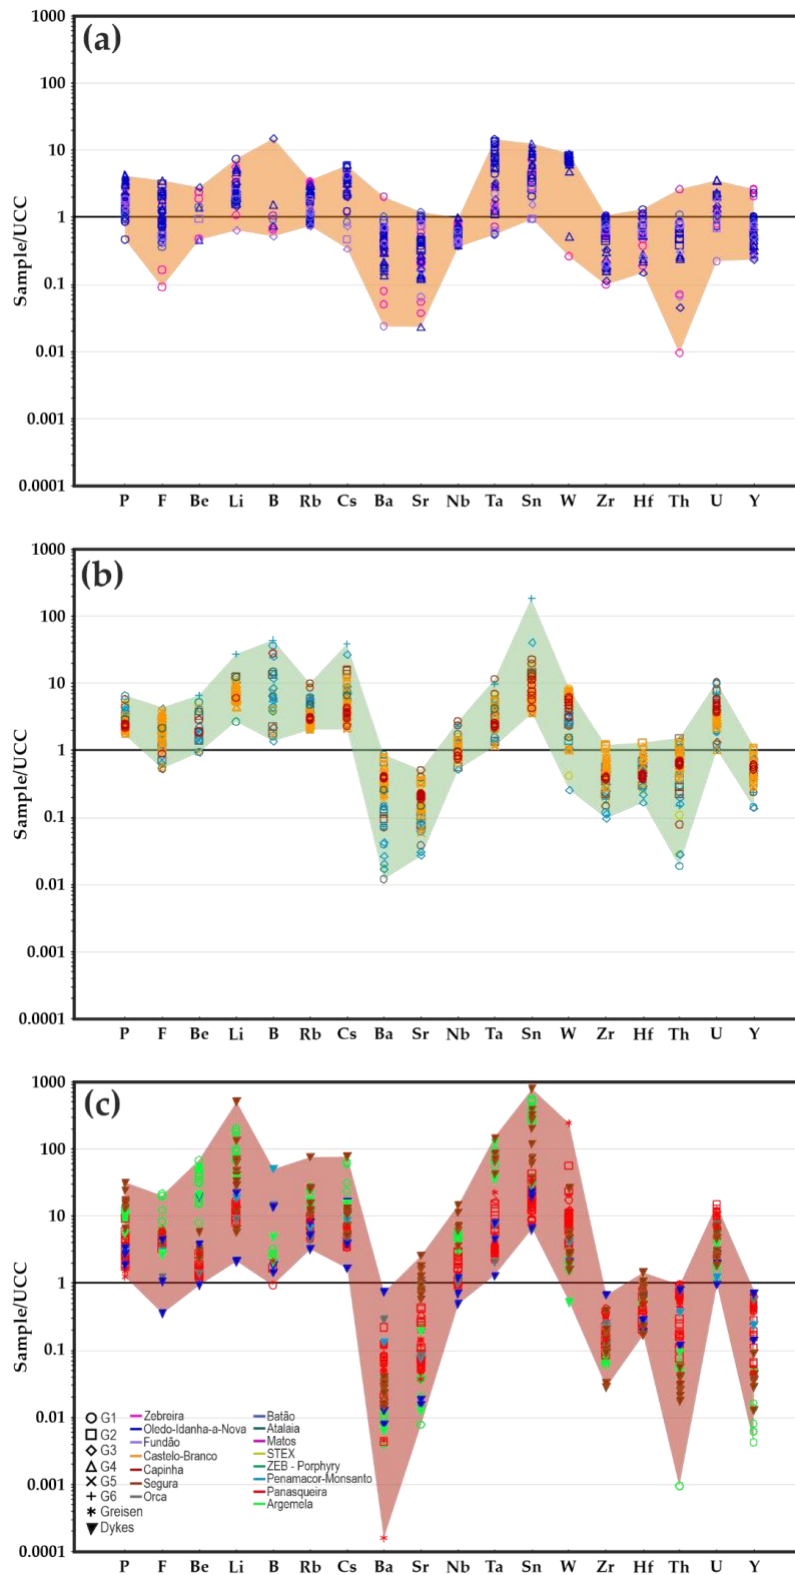 (a)
1000
100
10
1
0.1
0.01
0.001
0.0001
Sample/UCC
P F Be Li B Rb Cs Ba Sr Nb Ta Sn W Zr Hf Th U Y
(b)
1000
100
10
1
0.1
0.01
0.001
0.0001
Sample/UCC
P F Be Li B Rb Cs Ba Sr Nb Ta Sn W Zr Hf Th U Y
(c)
1000
100
10
1
0.1
0.01
0.001
0.0001
Sample/UCC
G1
G2
G3
G4
G5
G6
Greisen
Dykes
Zebreira
Oledo-Idanha-a-Nova
Fundão
Castelo-Branco
Capinha
Segura
Orca
Batão
Atalaia
Matos
STEX
ZEB - Porphyry
Penamacor-Monsanto
Panasqueira
Argemela
P F Be Li B Rb Cs Ba Sr Nb Ta Sn W Zr Hf Th U Y